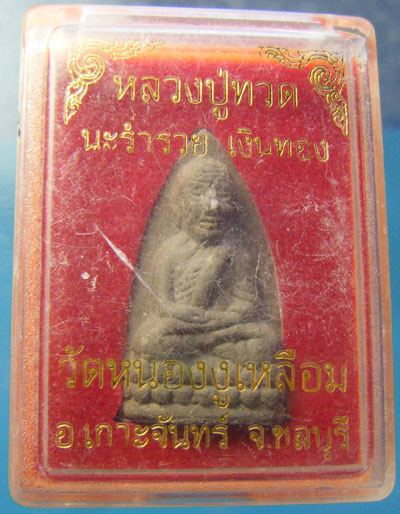 หลวงปู่ทวด
นะร่ำรวย เงินทอง
วัดหนองงูเหลือม
อ.เกาะจันทร์ จ.ชลบุรี